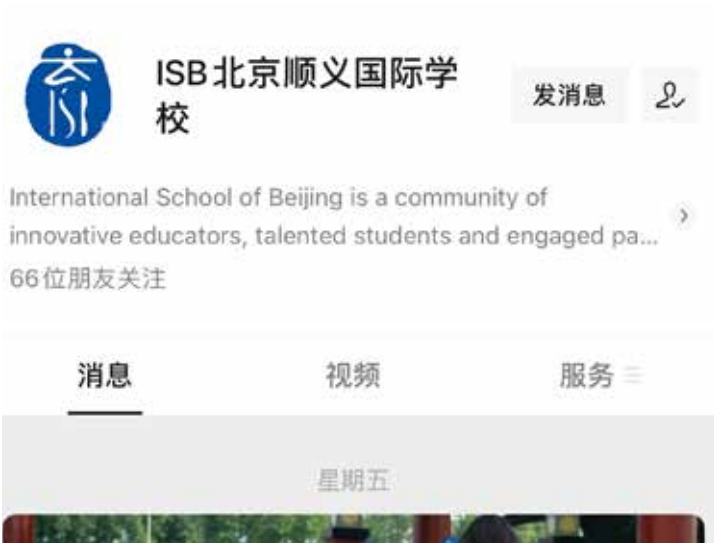 ISB
ISB北京顺义国际学
校
发消息
International School of Beijing is a community of
innovative educators, talented students and engaged pa...
66位朋友关注
消息 视频 服务
星期五